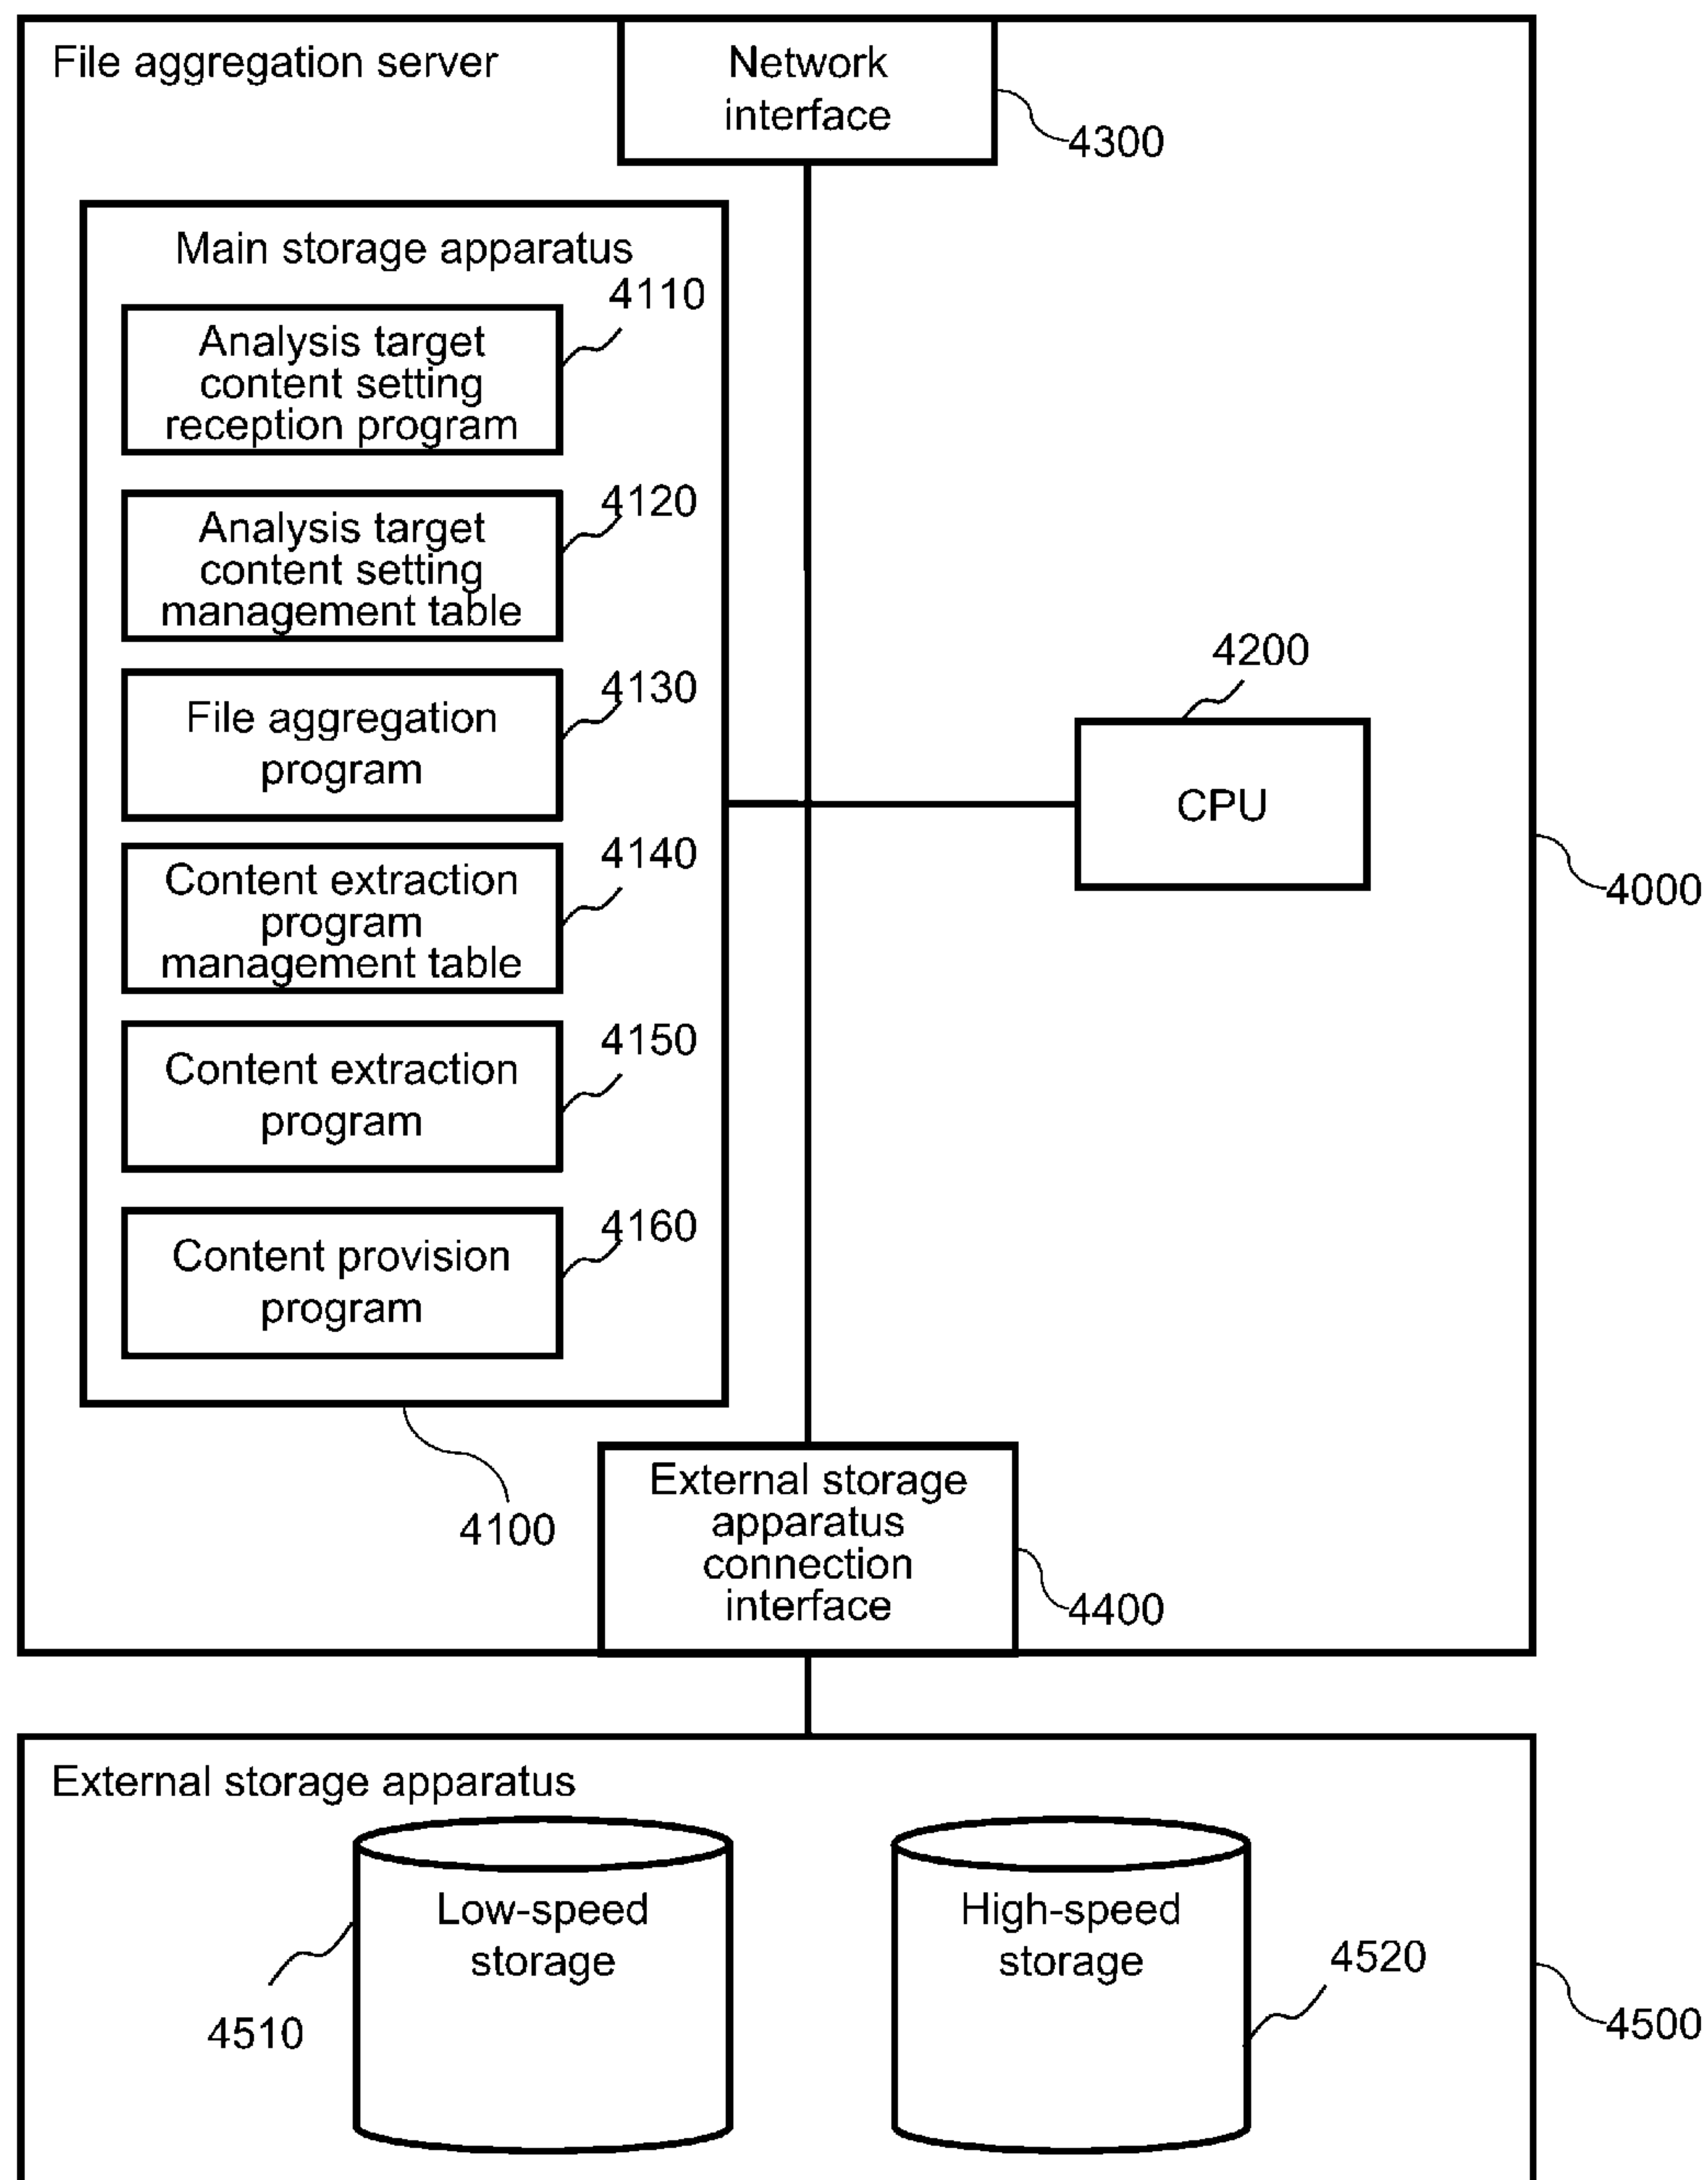 File aggregation server
Network
interface
4300
Main storage apparatus
4110
Analysis target
content setting
reception program
4120
Analysis target
content setting
management table
4130
File aggregation
program
4200
CPU
4140
Content extraction
program
management table
4000
4150
Content extraction
program
4160
Content provision
program
4100
External storage
apparatus
connection
interface
4400
External storage apparatus
Low-speed
storage
4510
High-speed
storage
4520
4500